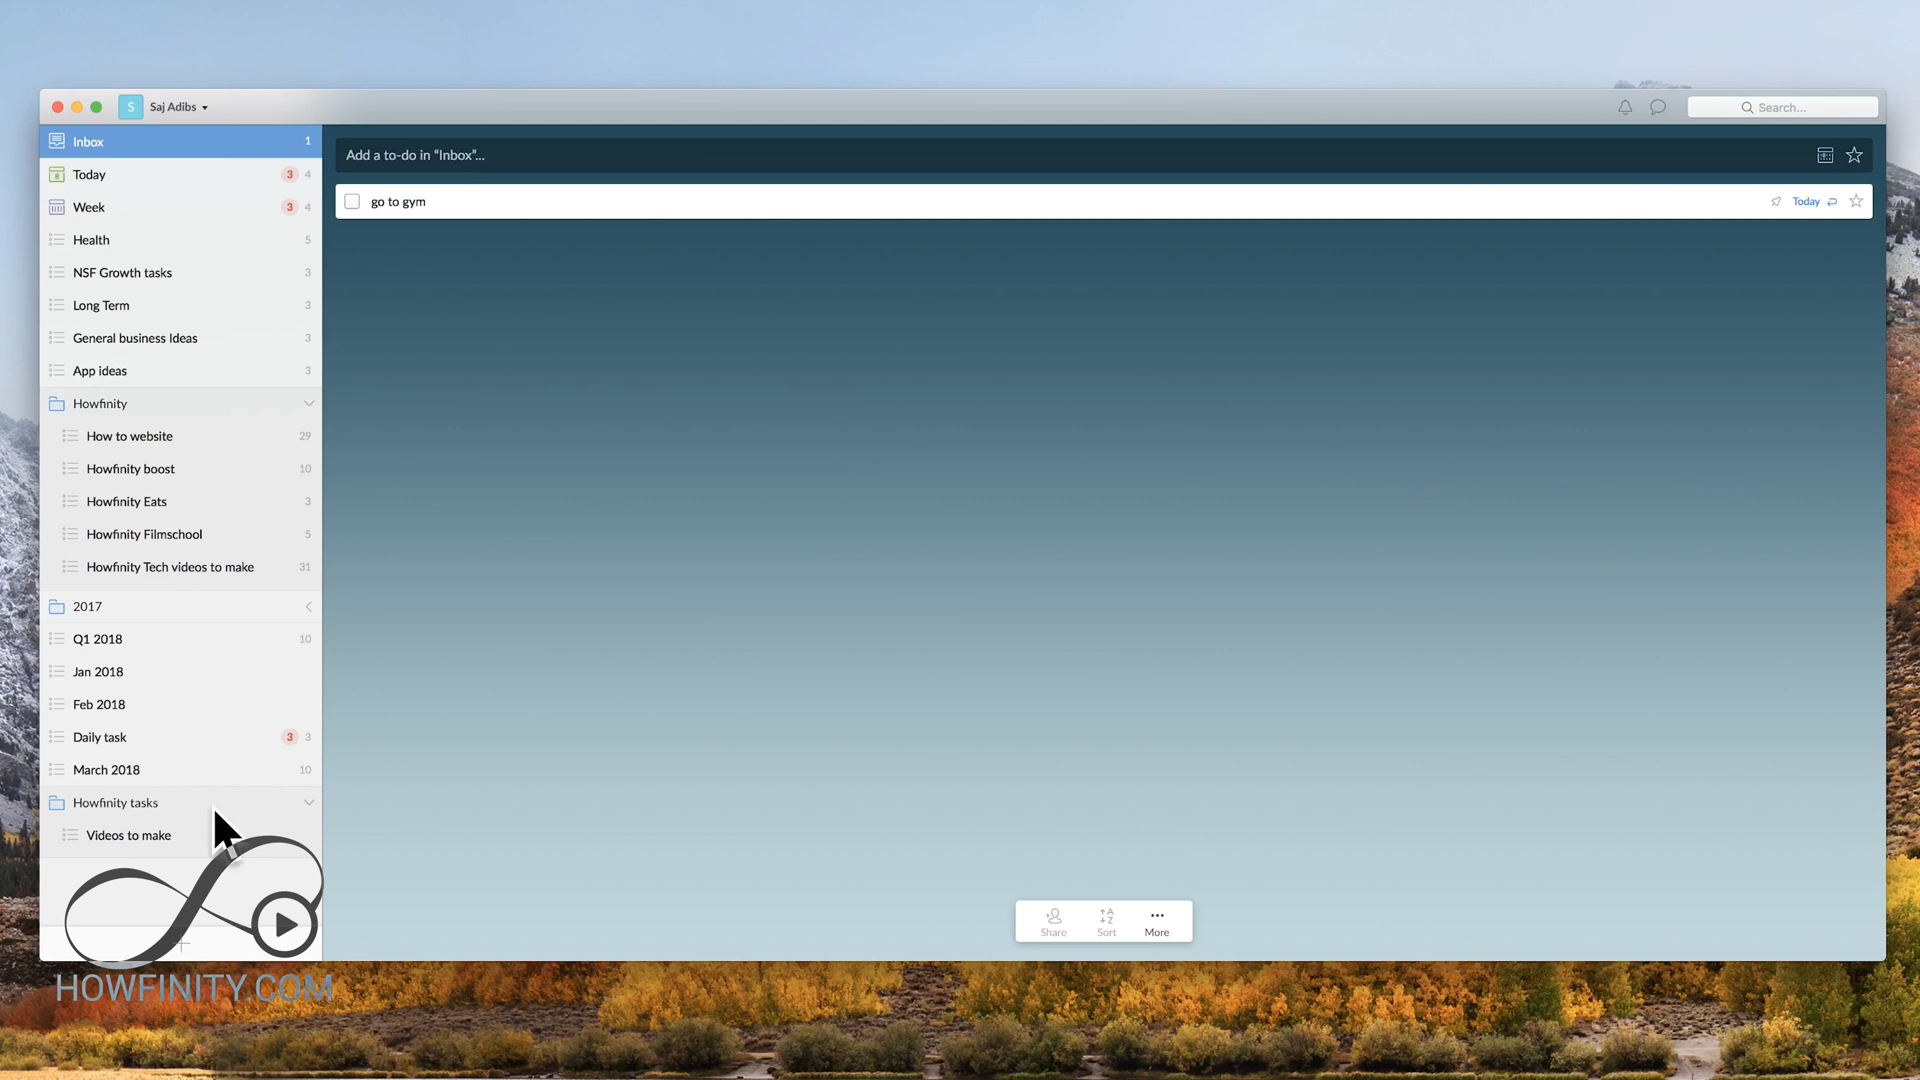 S Saj Adibs
Search...
Inbox 1
Today 3 4
Week 3 4
Health 5
NSF Growth tasks 3
Long Term 3
General business Ideas 3
App ideas 3
Howfinity
How to website 29
Howfinity boost 10
Howfinity Eats 3
Howfinity Filmschool 5
Howfinity Tech videos to make 31
2017
Q1 2018 10
Jan 2018
Feb 2018
Daily task 3 3
March 2018 10
Howfinity tasks
Videos to make
Add a to-do in “Inbox”...
go to gym Today
Share Sort More
HOWFINITY.COM